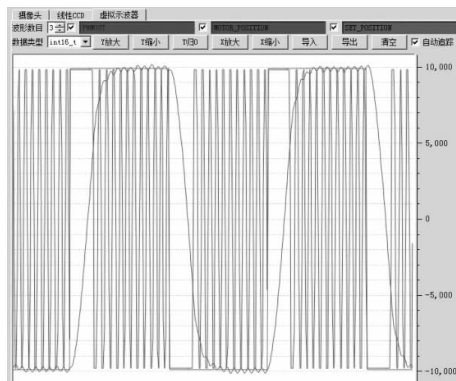 摄像头 线性CCD 虚拟示波器
波形数目 3 MOTOR_POSITION SET_POSITION
数据类型 int16_t Y放大 Y缩小 Y归0 X放大 X缩小 导入 导出 清空 自动追踪
10,000
5,000
0
-5,000
-10,000